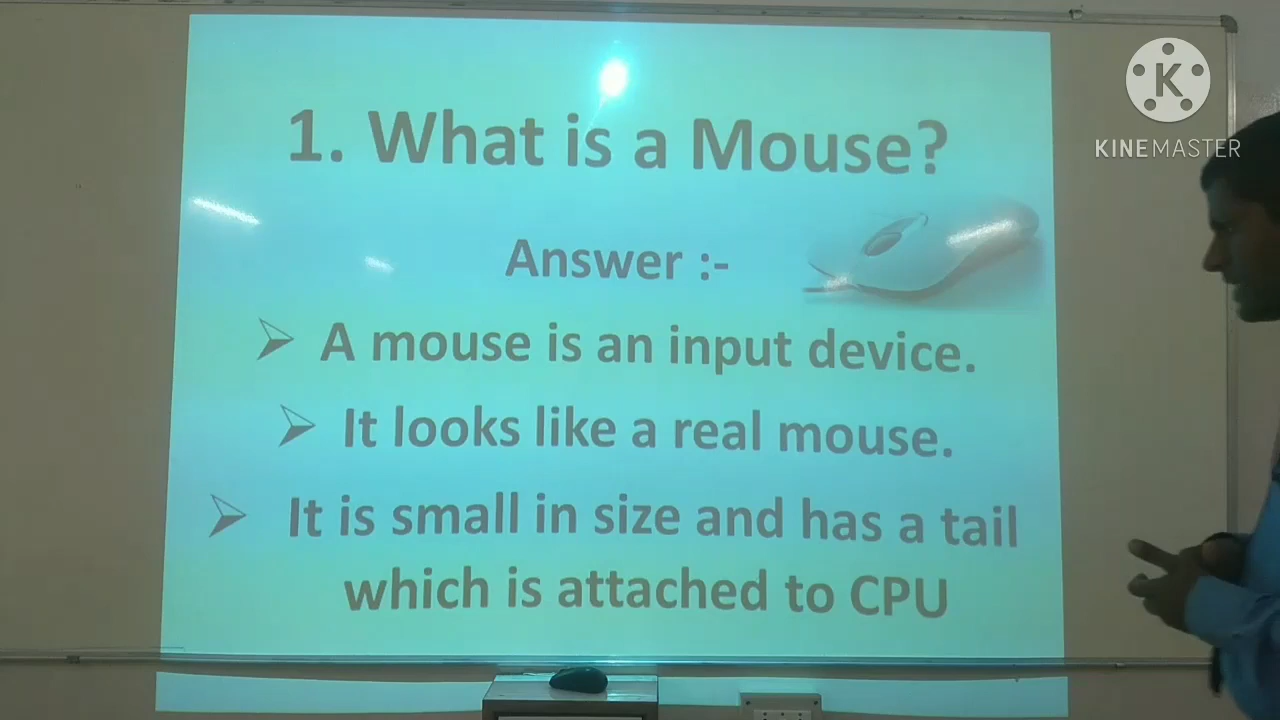 1. What is a Mouse?
Answer :-
A mouse is an input device.
It looks like a real mouse.
It is small in size and has a tail
which is attached to CPU
K
KINEMASTER